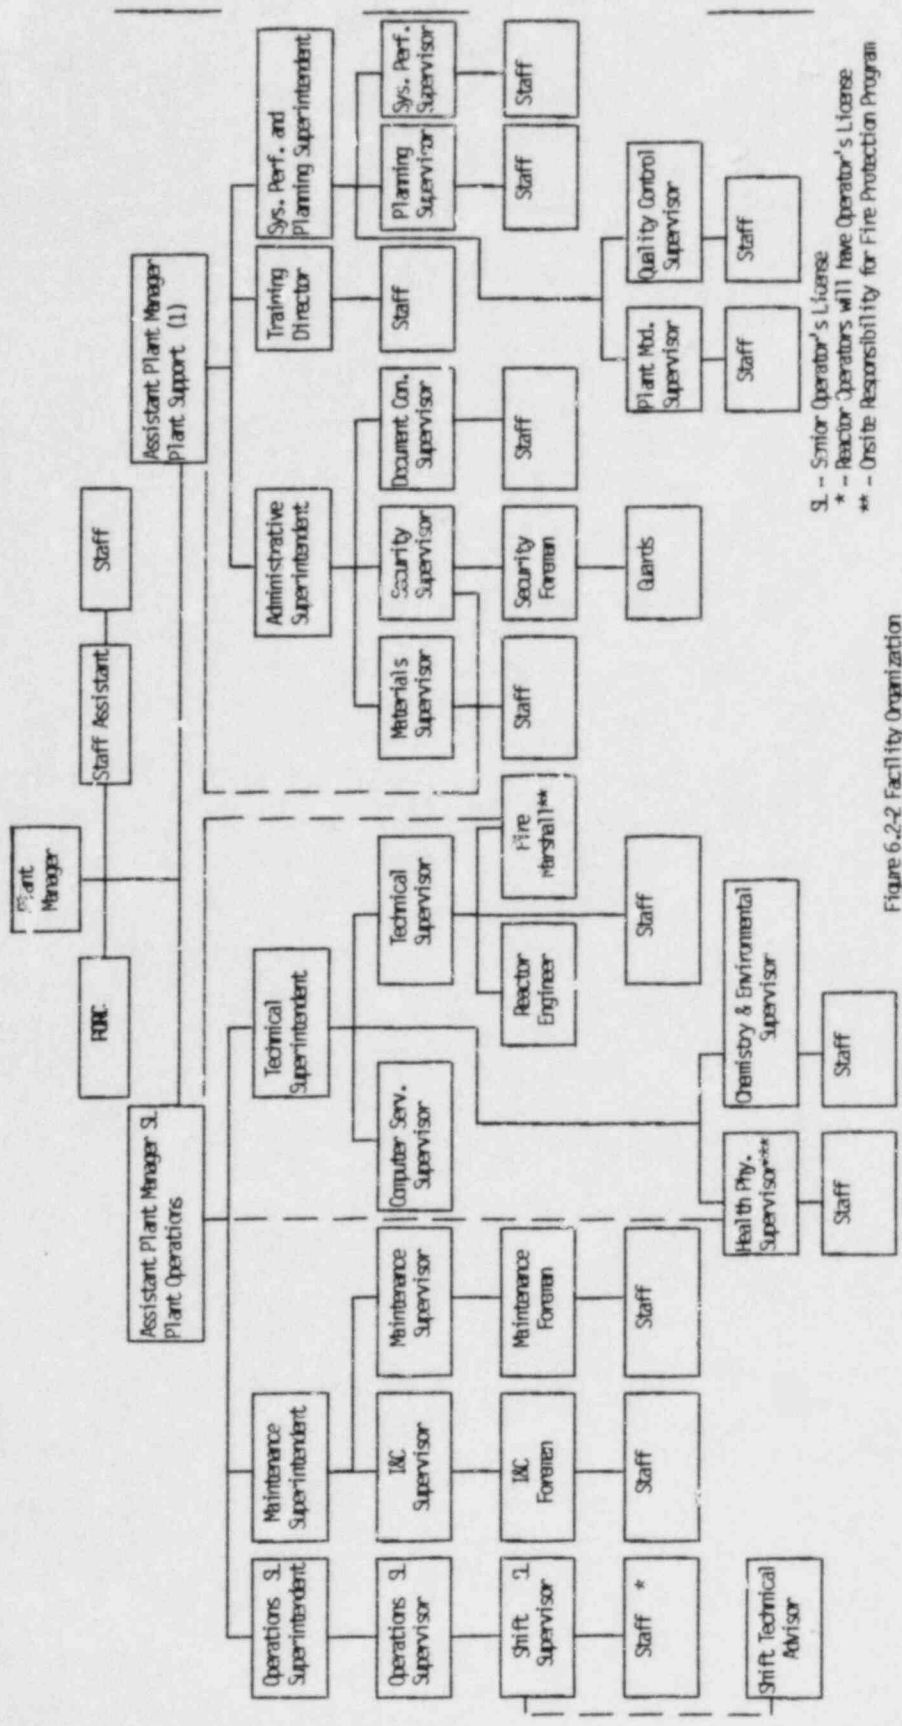 Plant
Manager
PORC
Staff Assistant
Staff
Assistant Plant Manager SL
Plant Operations
Assistant Plant Manager
Plant Support (1)
Operations SL
Superintendent
Maintenance
Superintendent
Technical
Superintendent
Administrative
Superintendent
Training
Director
Sys. Perf. and
Planning Superintendent
Operations SL
Supervisor
I&C
Supervisor
Maintenance
Supervisor
Computer Serv.
Supervisor
Technical
Supervisor
Materials
Supervisor
Security
Supervisor
Document Con.
Supervisor
Staff
Planning
Supervisor
Sys. Perf.
Supervisor
Shift SL
Supervisor
I&C
Foreman
Maintenance
Foreman
Reactor
Engineer
Fire
Marshall**
Staff
Security
Foreman
Staff
Staff
Staff
Staff *
Staff
Staff
Staff
Guards
Plant Mod.
Supervisor
Quality Control
Supervisor
Shift Technical
Advisor
Health Phy.
Supervisor***
Chemistry & Environmental
Supervisor
Staff
Staff
Staff
Staff
SL -- Senior Operator's License
* -- Reactor Operators will have Operator's License
** -- Onsite Responsibility for Fire Protection Program
Figure 6.2-2 Facility Organization